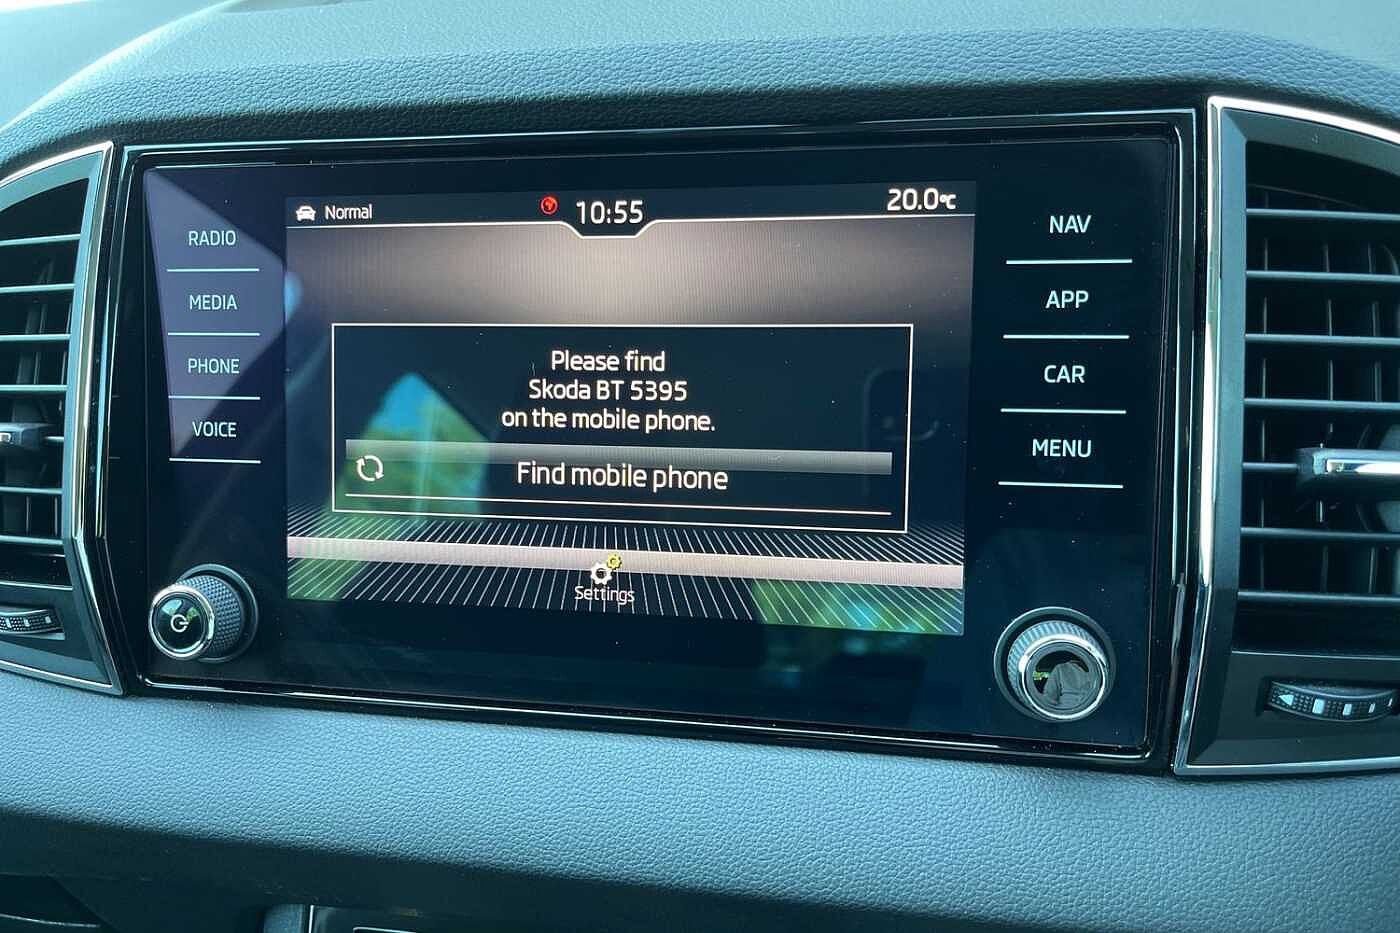 Normal
10:55
20.0°C
RADIO
MEDIA
PHONE
VOICE
Please find
Skoda BT 5395
on the mobile phone.
Find mobile phone
Settings
NAV
APP
CAR
MENU